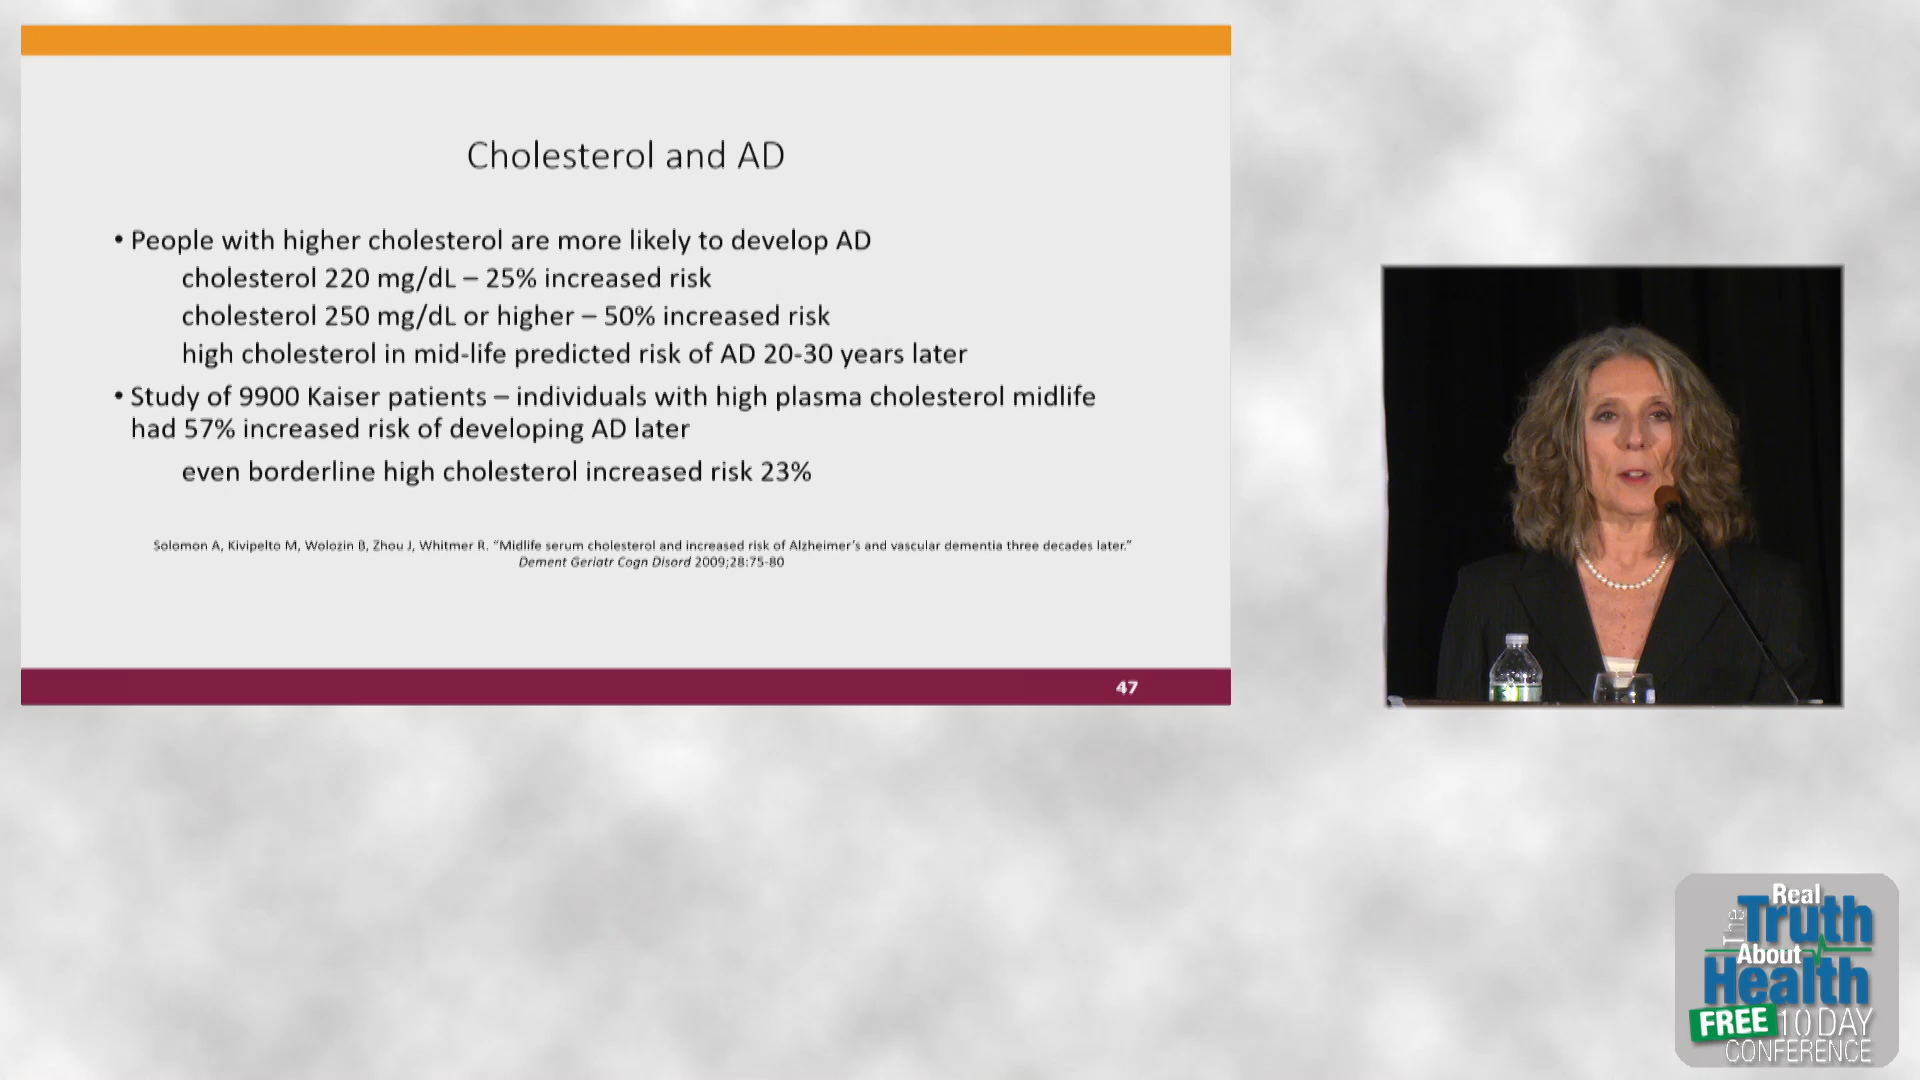 Cholesterol and AD
• People with higher cholesterol are more likely to develop AD
cholesterol 220 mg/dL – 25% increased risk
cholesterol 250 mg/dL or higher – 50% increased risk
high cholesterol in mid-life predicted risk of AD 20-30 years later
• Study of 9900 Kaiser patients – individuals with high plasma cholesterol midlife
had 57% increased risk of developing AD later
even borderline high cholesterol increased risk 23%
Solomon A, Kivipelto M, Wolozin B, Zhou J, Whitmer R. “Midlife serum cholesterol and increased risk of Alzheimer’s and vascular dementia three decades later.”
Dement Geriatr Cogn Disord 2009;28:75-80
47
The Real
Truth
About
Health
FREE 10 DAY
CONFERENCE